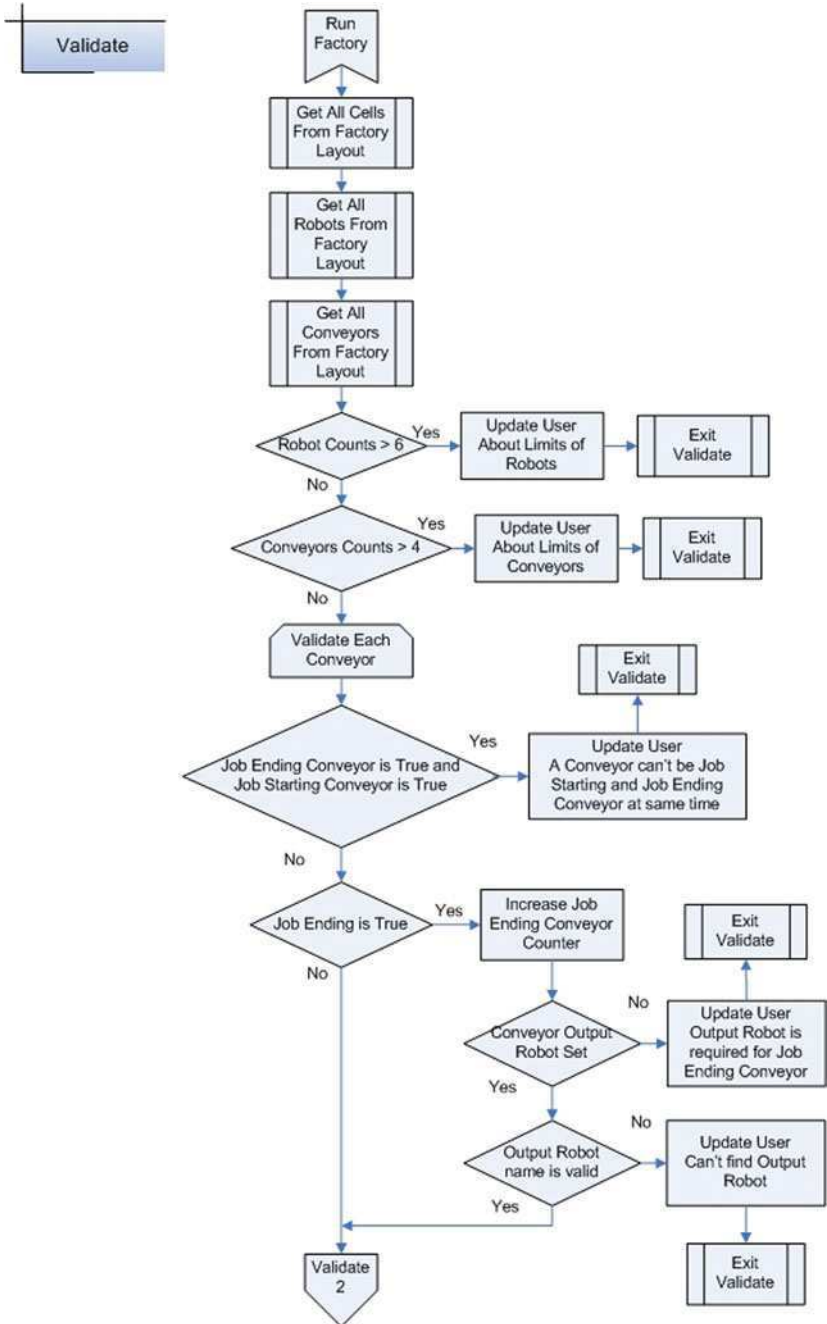 Validate
Run
Factory
Get All Cells
From Factory
Layout
Get All
Robots From
Factory
Layout
Get All
Conveyors
From Factory
Layout
Robot Counts > 6
Yes
Update User
About Limits of
Robots
Exit
Validate
No
Conveyors Counts > 4
Yes
Update User
About Limits of
Conveyors
Exit
Validate
No
Validate Each
Conveyor
Exit
Validate
Job Ending Conveyor is True and
Job Starting Conveyor is True
Yes
Update User
A Conveyor can't be Job
Starting and Job Ending
Conveyor at same time
No
Job Ending is True
Yes
Increase Job
Ending Conveyor
Counter
Exit
Validate
No
Conveyor Output
Robot Set
No
Update User
Output Robot is
required for Job
Ending Conveyor
Yes
Output Robot
name is valid
No
Update User
Can't find Output
Robot
Yes
Exit
Validate
Validate
2